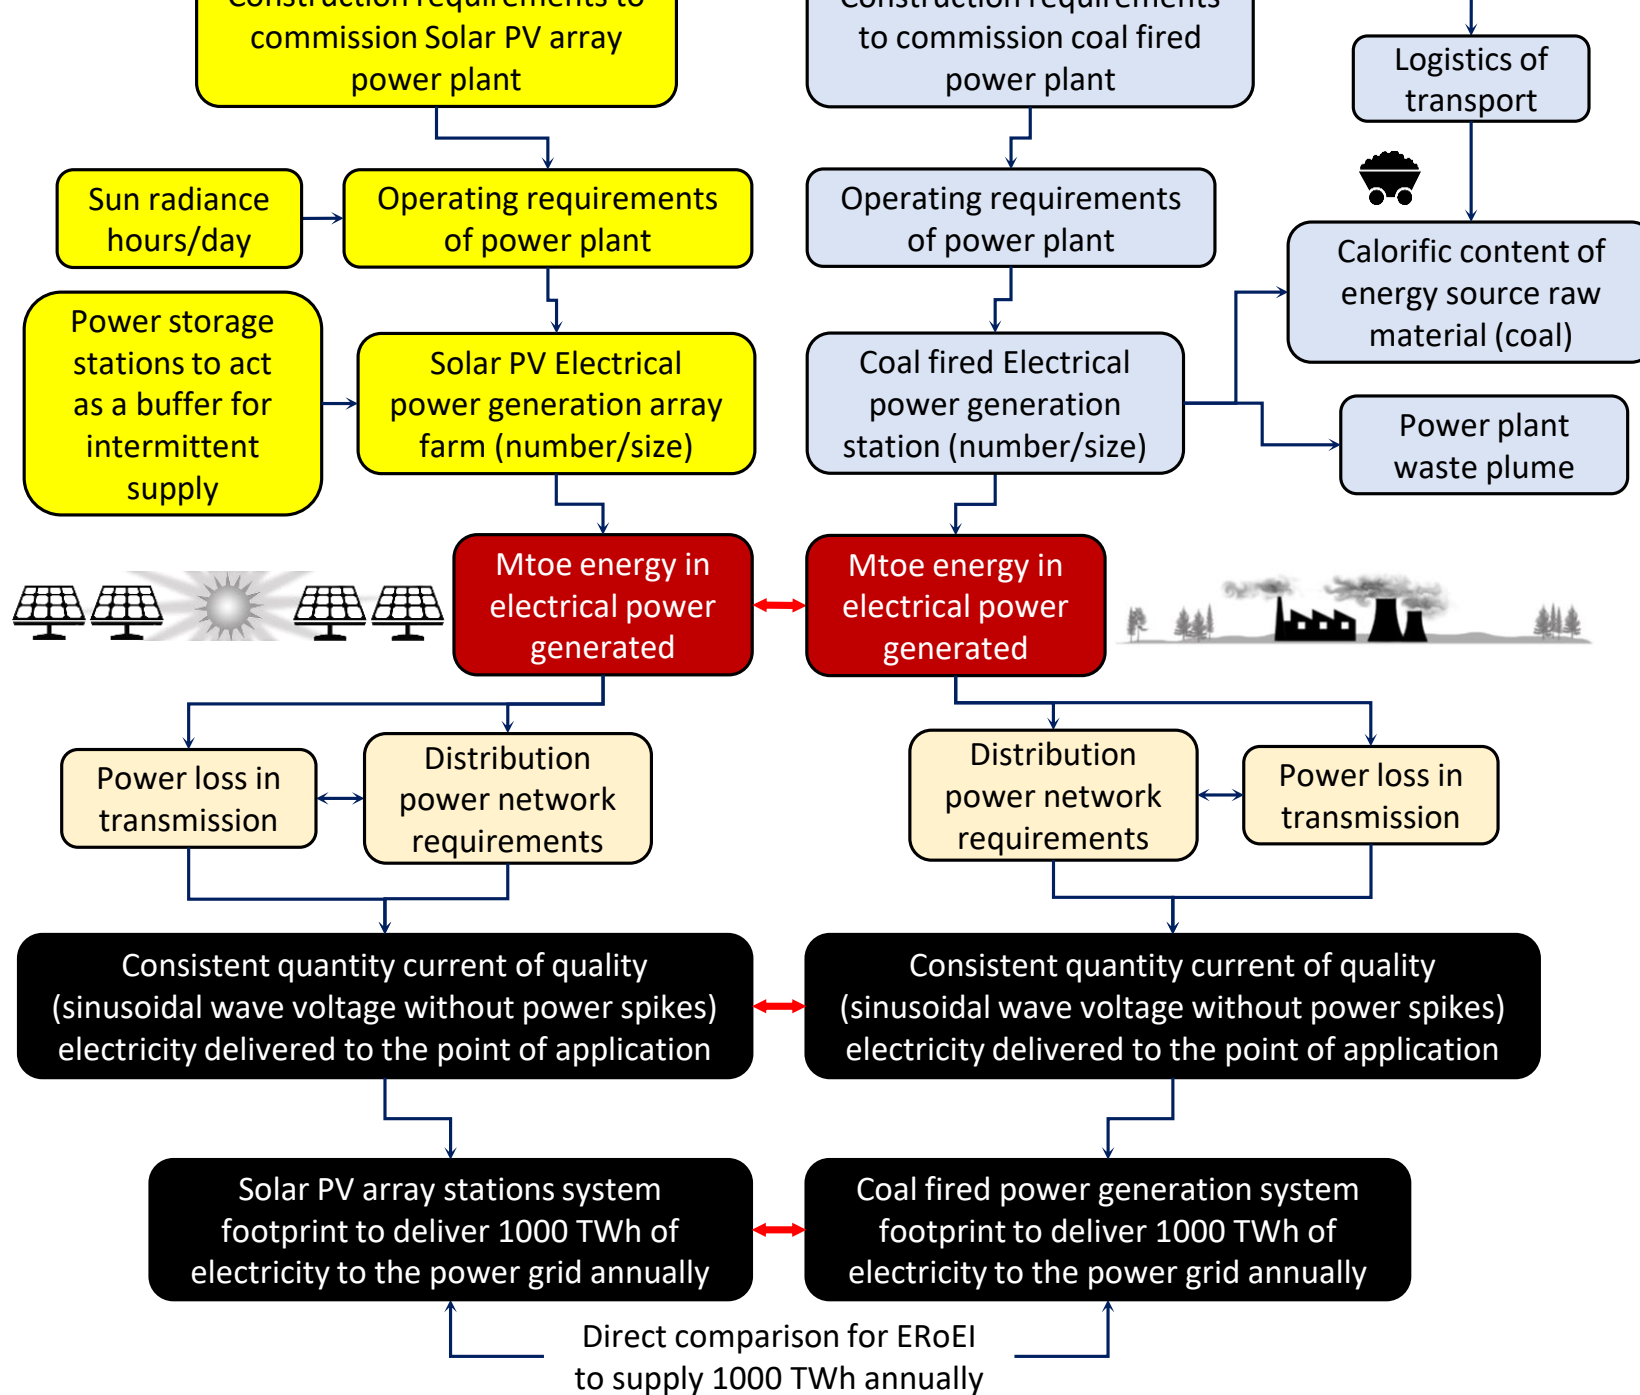 Construction requirements to
commission Solar PV array
power plant
Construction requirements
to commission coal fired
power plant
Logistics of
transport
Sun radiance
hours/day
Operating requirements
of power plant
Operating requirements
of power plant
Calorific content of
energy source raw
material (coal)
Power storage
stations to act
as a buffer for
intermittent
supply
Solar PV Electrical
power generation array
farm (number/size)
Coal fired Electrical
power generation
station (number/size)
Power plant
waste plume
Mtoe energy in
electrical power
generated
Mtoe energy in
electrical power
generated
Power loss in
transmission
Distribution
power network
requirements
Distribution
power network
requirements
Power loss in
transmission
Consistent quantity current of quality
(sinusoidal wave voltage without power spikes)
electricity delivered to the point of application
Consistent quantity current of quality
(sinusoidal wave voltage without power spikes)
electricity delivered to the point of application
Solar PV array stations system
footprint to deliver 1000 TWh of
electricity to the power grid annually
Coal fired power generation system
footprint to deliver 1000 TWh of
electricity to the power grid annually
Direct comparison for ERoEI
to supply 1000 TWh annually